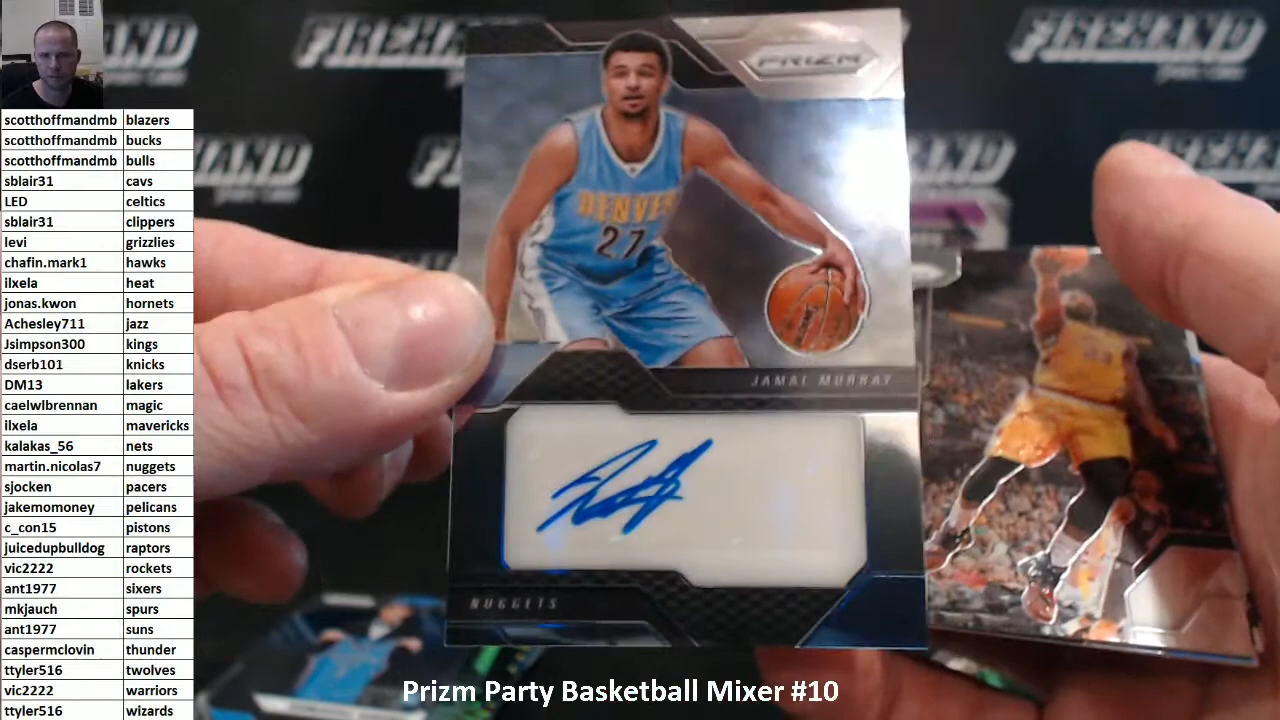 scotthoffmandmb blazers
scotthoffmandmb bucks
scotthoffmandmb bulls
sblair31 cavs
LED celtics
sblair31 clippers
levi grizzlies
chafin.mark1 hawks
ilxela heat
jonas.kwon hornets
Achesley711 jazz
Jsimpson300 kings
dserb101 knicks
DM13 lakers
caelwlbrennan magic
ilxela mavericks
kalakas_56 nets
martin.nicolas7 nuggets
sjocken pacers
jakemomoney pelicans
c_con15 pistons
juicedupbulldog raptors
vic2222 rockets
ant1977 sixers
mkjauch spurs
ant1977 suns
caspermclovin thunder
ttyler516 twolves
vic2222 warriors
ttyler516 wizards
FIREHAND
FIREHAND
PRIZM
DENVER
27
JAMAL MURRAY
NUGGETS
Prizm Party Basketball Mixer #10